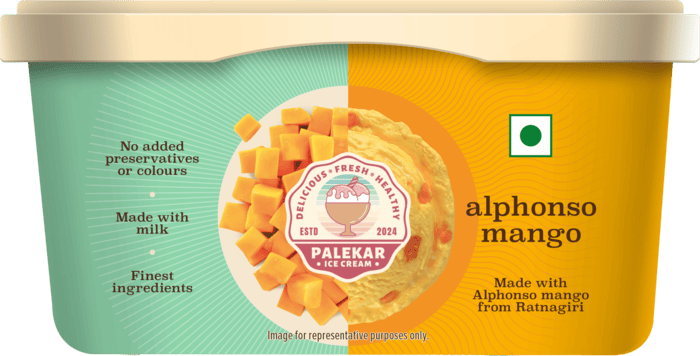 No added
preservatives
or colours
Made with
milk
Finest
ingredients
DELICIOUS • FRESH • HEALTHY
ESTD 2024
PALEKAR
• ICE CREAM •
alphonso
mango
Made with
Alphonso mango
from Ratnagiri
Image for representative purposes only.